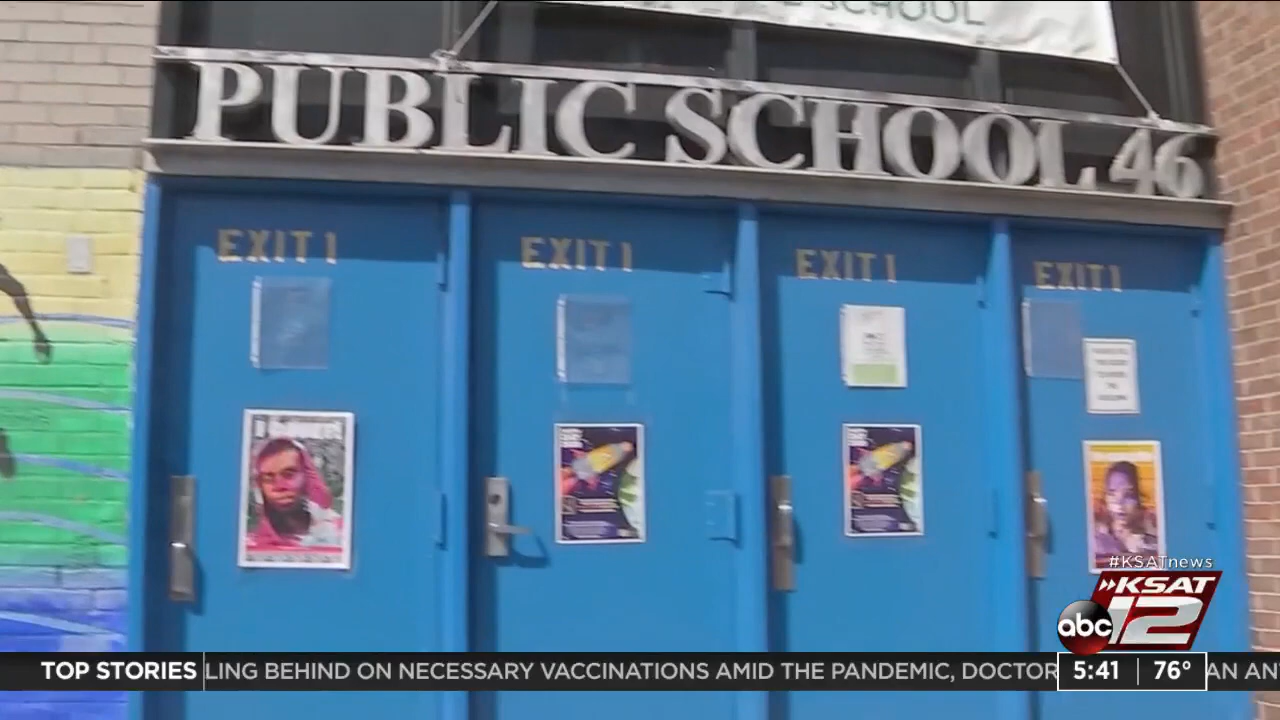 SCHOOL
PUBLIC SCHOOL 46
EXIT 1
EXIT 1
EXIT 1
EXIT 1
#KSATnews
KSAT
abc 12
TOP STORIES LING BEHIND ON NECESSARY VACCINATIONS AMID THE PANDEMIC, DOCTOR
5:41 76° AN AN